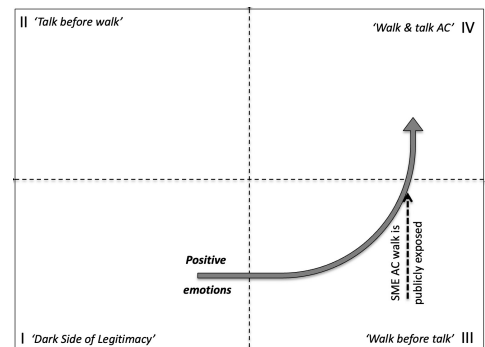 II 'Talk before walk'
'Walk & talk AC' IV
Positive
emotions
SME AC walk is
publicly exposed
I 'Dark Side of Legitimacy'
'Walk before talk' III